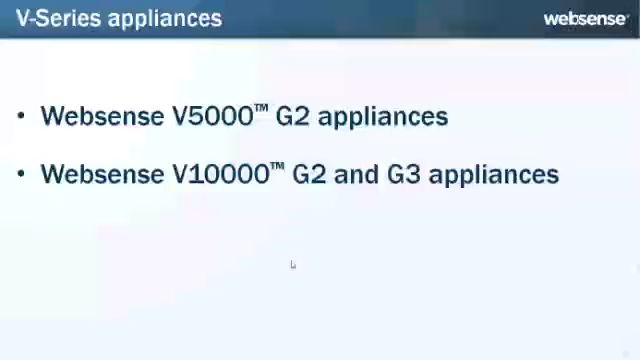 V-Series appliances
websense
• Websense V5000™ G2 appliances
• Websense V10000™ G2 and G3 appliances